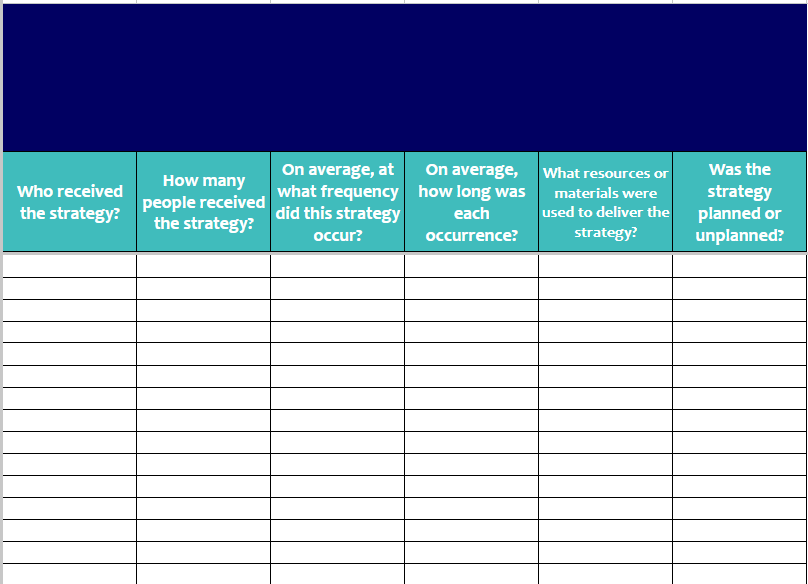 Who received
the strategy?
How many
people received
the strategy?
On average, at
what frequency
did this strategy
occur?
On average,
how long was
each
occurrence?
What resources or
materials were
used to deliver the
strategy?
Was the
strategy
planned or
unplanned?